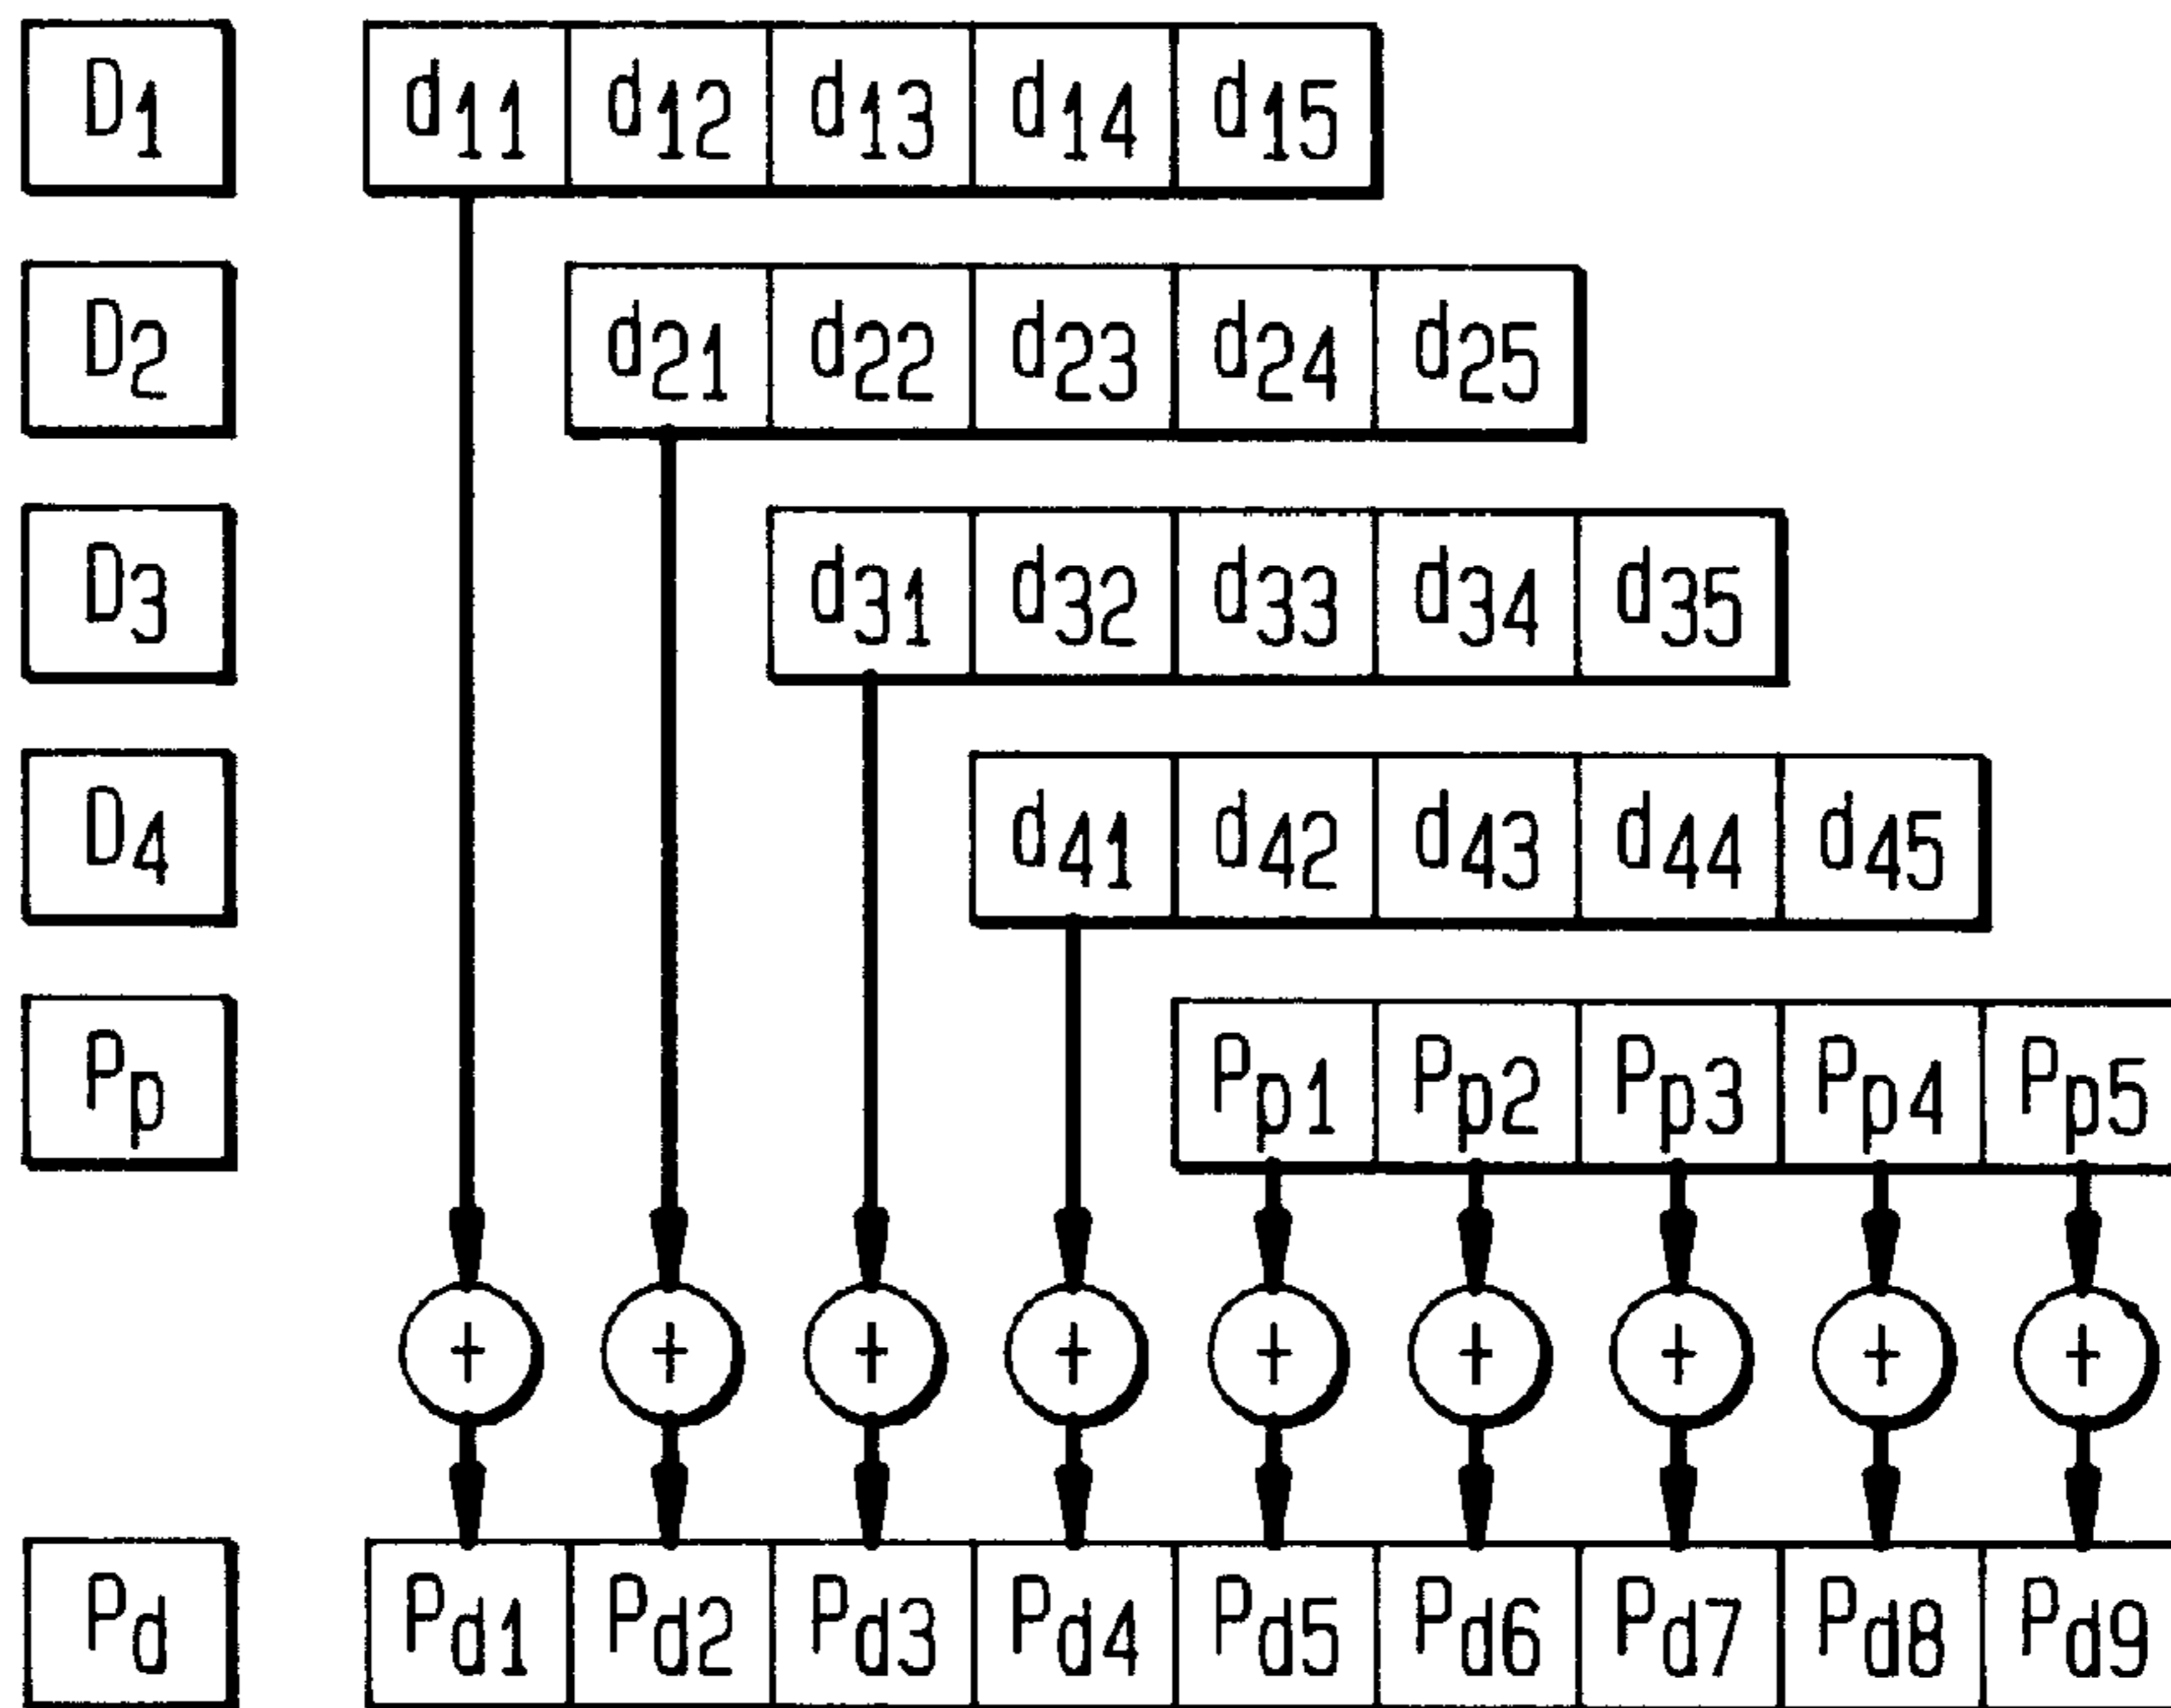 D1 d11 d12 d13 d14 d15
D2 d21 d22 d23 d24 d25
D3 d31 d32 d33 d34 d35
D4 d41 d42 d43 d44 d45
Pp Pp1 Pp2 Pp3 Pp4 Pp5
+ + + + + + + + +
Pd Pd1 Pd2 Pd3 Pd4 Pd5 Pd6 Pd7 Pd8 Pd9